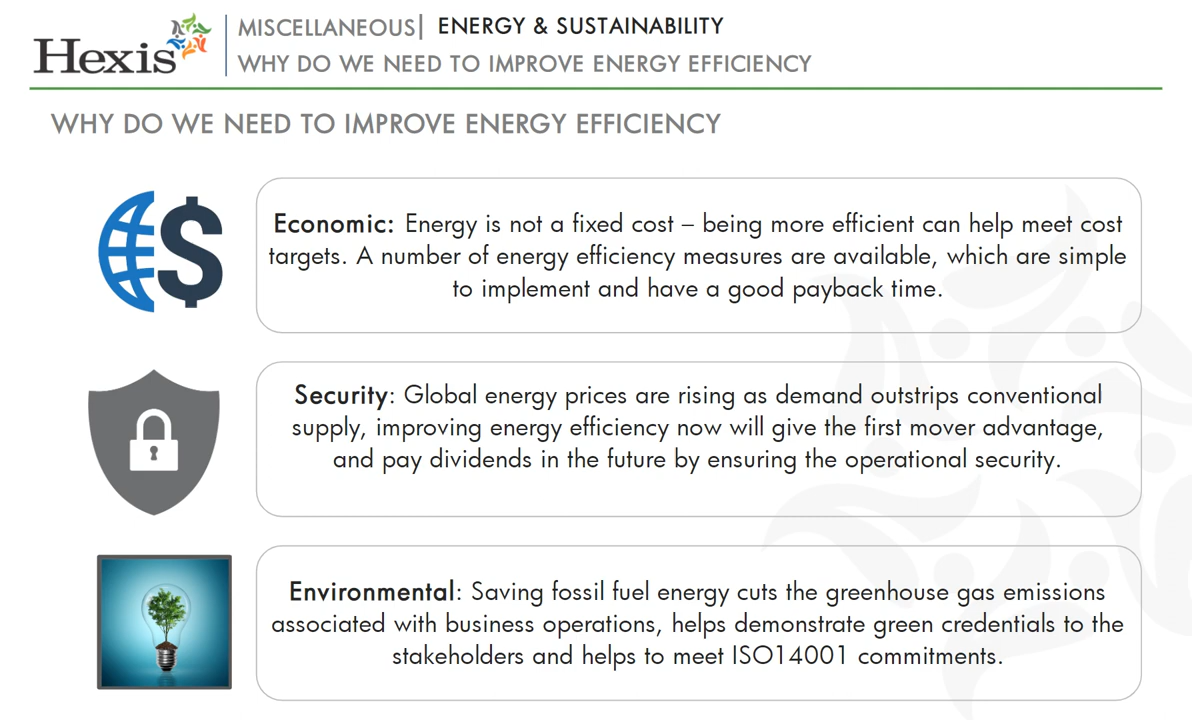 Hexis
MISCELLANEOUS| ENERGY & SUSTAINABILITY
WHY DO WE NEED TO IMPROVE ENERGY EFFICIENCY
WHY DO WE NEED TO IMPROVE ENERGY EFFICIENCY
$
Economic: Energy is not a fixed cost – being more efficient can help meet cost
targets. A number of energy efficiency measures are available, which are simple
to implement and have a good payback time.
Security: Global energy prices are rising as demand outstrips conventional
supply, improving energy efficiency now will give the first mover advantage,
and pay dividends in the future by ensuring the operational security.
Environmental: Saving fossil fuel energy cuts the greenhouse gas emissions
associated with business operations, helps demonstrate green credentials to the
stakeholders and helps to meet ISO14001 commitments.